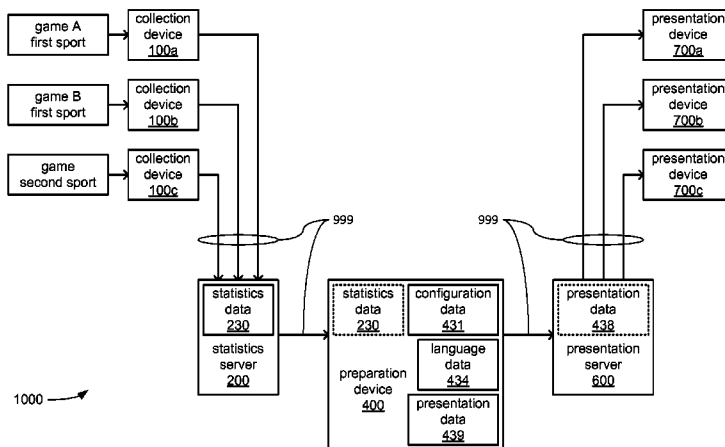 game A
first sport
collection
device
100a
presentation
device
700a
game B
first sport
collection
device
100b
presentation
device
700b
game
second sport
collection
device
100c
presentation
device
700c
999
999
statistics
data
230
statistics
server
200
statistics
data
230
configuration
data
431
language
data
434
preparation
device
400
presentation
data
439
presentation
data
438
presentation
server
600
1000